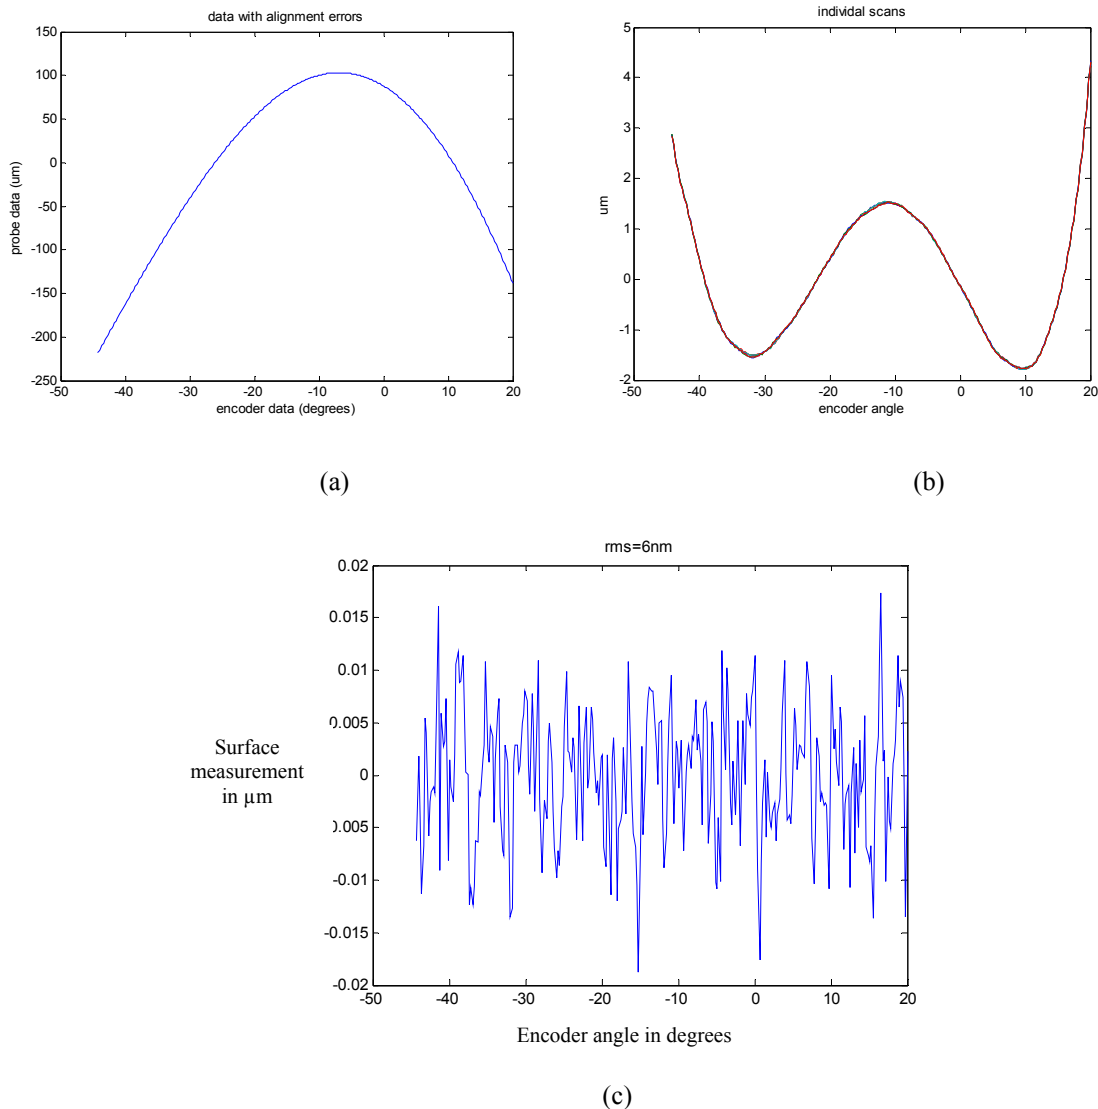 data with alignment errors
150
100
50
0
-50
-100
-150
-200
-250
probe data (um)
-50 -40 -30 -20 -10 0 10 20
encoder data (degrees)
(a)
individal scans
5
4
3
2
1
0
-1
-2
um
-50 -40 -30 -20 -10 0 10 20
encoder angle
(b)
rms=6nm
0.02
0.015
0.01
0.005
0
0.005
-0.01
-0.015
-0.02
Surface
measurement
in µm
-50 -40 -30 -20 -10 0 10 20
Encoder angle in degrees
(c)